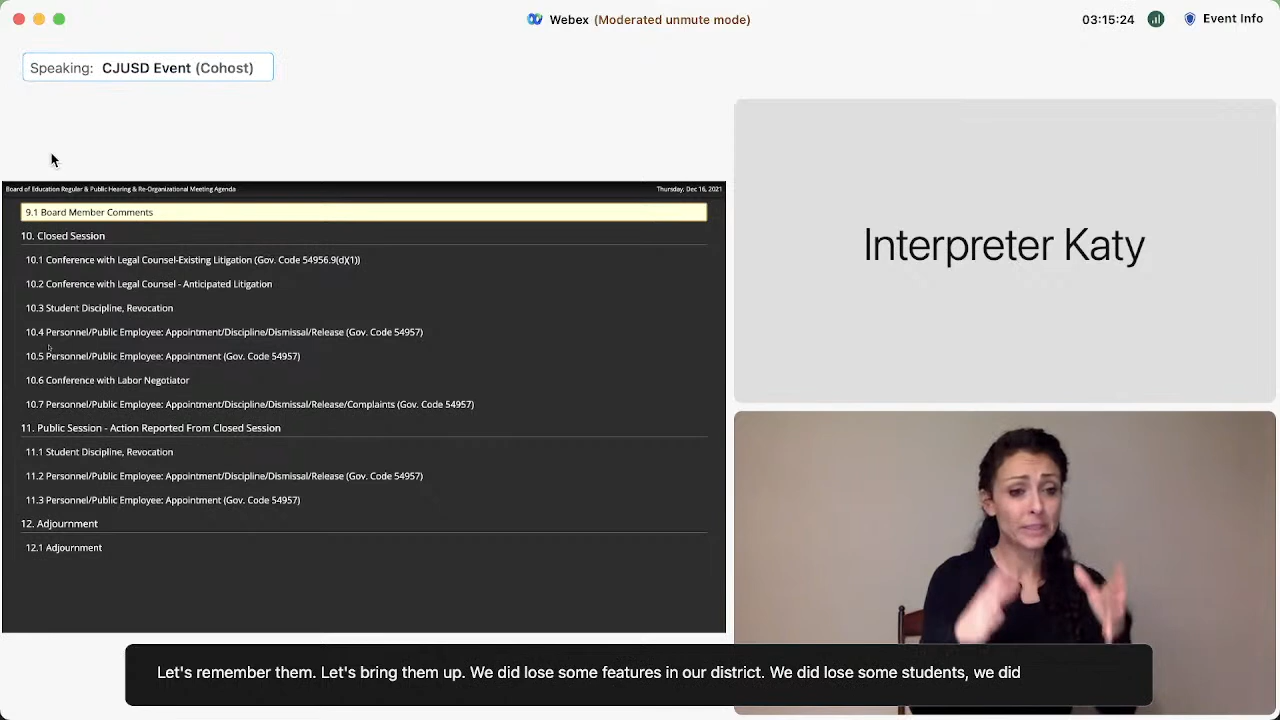 Webex (Moderated unmute mode)
03:15:24
Event Info
Speaking: CJUSD Event (Cohost)
Board of Education Regular & Public Hearing & Re-Organizational Meeting Agenda
Thursday, Dec 16, 2021
9.1 Board Member Comments
10. Closed Session
10.1 Conference with Legal Counsel-Existing Litigation (Gov. Code 54956.9(d)(1))
10.2 Conference with Legal Counsel - Anticipated Litigation
10.3 Student Discipline, Revocation
10.4 Personnel/Public Employee: Appointment/Discipline/Dismissal/Release (Gov. Code 54957)
10.5 Personnel/Public Employee: Appointment (Gov. Code 54957)
10.6 Conference with Labor Negotiator
10.7 Personnel/Public Employee: Appointment/Discipline/Dismissal/Release/Complaints (Gov. Code 54957)
11. Public Session - Action Reported From Closed Session
11.1 Student Discipline, Revocation
11.2 Personnel/Public Employee: Appointment/Discipline/Dismissal/Release (Gov. Code 54957)
11.3 Personnel/Public Employee: Appointment (Gov. Code 54957)
12. Adjournment
12.1 Adjournment
Interpreter Katy
Let's remember them. Let's bring them up. We did lose some features in our district. We did lose some students, we did